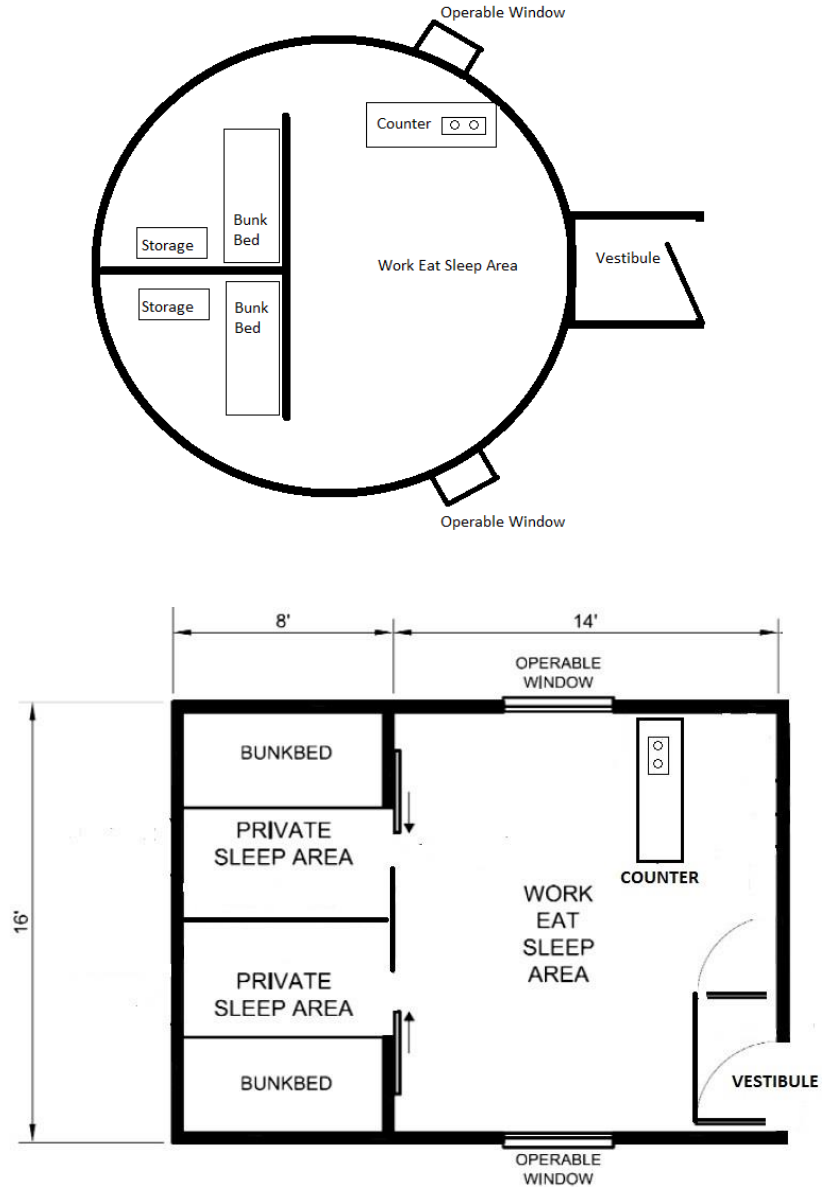 Operable Window
Counter
Bunk
Bed
Storage
Work Eat Sleep Area
Vestibule
Storage
Bunk
Bed
Operable Window
8'
14'
OPERABLE
WINDOW
BUNKBED
PRIVATE
SLEEP AREA
COUNTER
WORK
EAT
SLEEP
AREA
16'
PRIVATE
SLEEP AREA
BUNKBED
VESTIBULE
OPERABLE
WINDOW